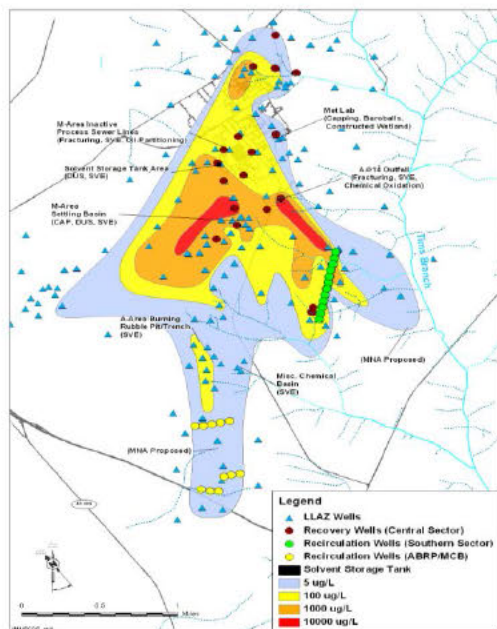 M-Area Inactive
Process Sewer Lines
(Fracturing, SVE, Oil Partitioning)
Met Lab
(Capping, Baroballs,
Constructed Wetland)
Solvent Storage Tank Area
(DUS, SVE)
A-014 Outfall
(Fracturing, SVE,
Chemical Oxidation)
M-Area
Settling Basin
(CAP, DUS, SVE)
Tims Branch
A-Area Burning
Rubble Pit/Trench
(SVE)
(MNA Proposed)
Misc. Chemical
Basin
(SVE)
(MNA Proposed)
Legend
LLAZ Wells
Recovery Wells (Central Sector)
Recirculation Wells (Southern Sector)
Recirculation Wells (ABRP/MCB)
Solvent Storage Tank
5 ug/L
100 ug/L
1000 ug/L
10000 ug/L
0 0.5 1
Miles